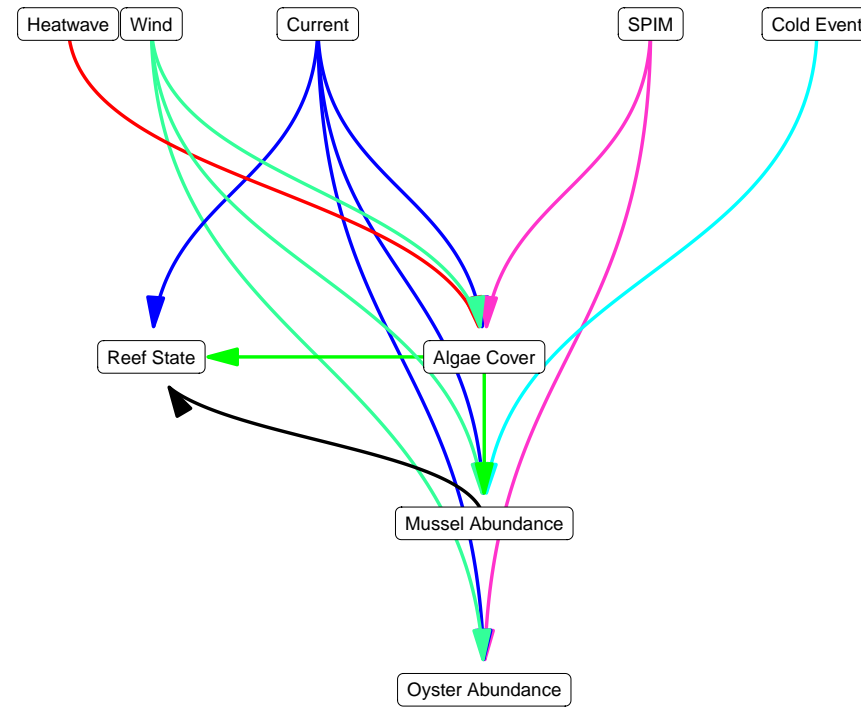 Heatwave
Wind
Current
SPIM
Cold Event
Reef State
Algae Cover
Mussel Abundance
Oyster Abundance